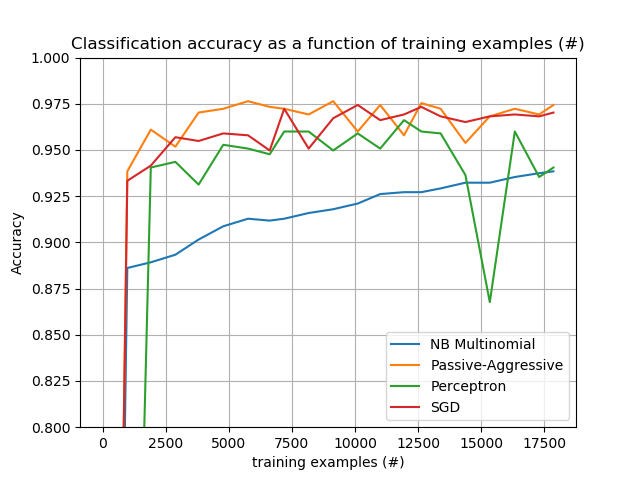 Classification accuracy as a function of training examples (#)
1.000
0.975
0.950
0.925
0.900
0.875
0.850
0.825
0.800
Accuracy
NB Multinomial
Passive-Aggressive
Perceptron
SGD
0 2500 5000 7500 10000 12500 15000 17500
training examples (#)